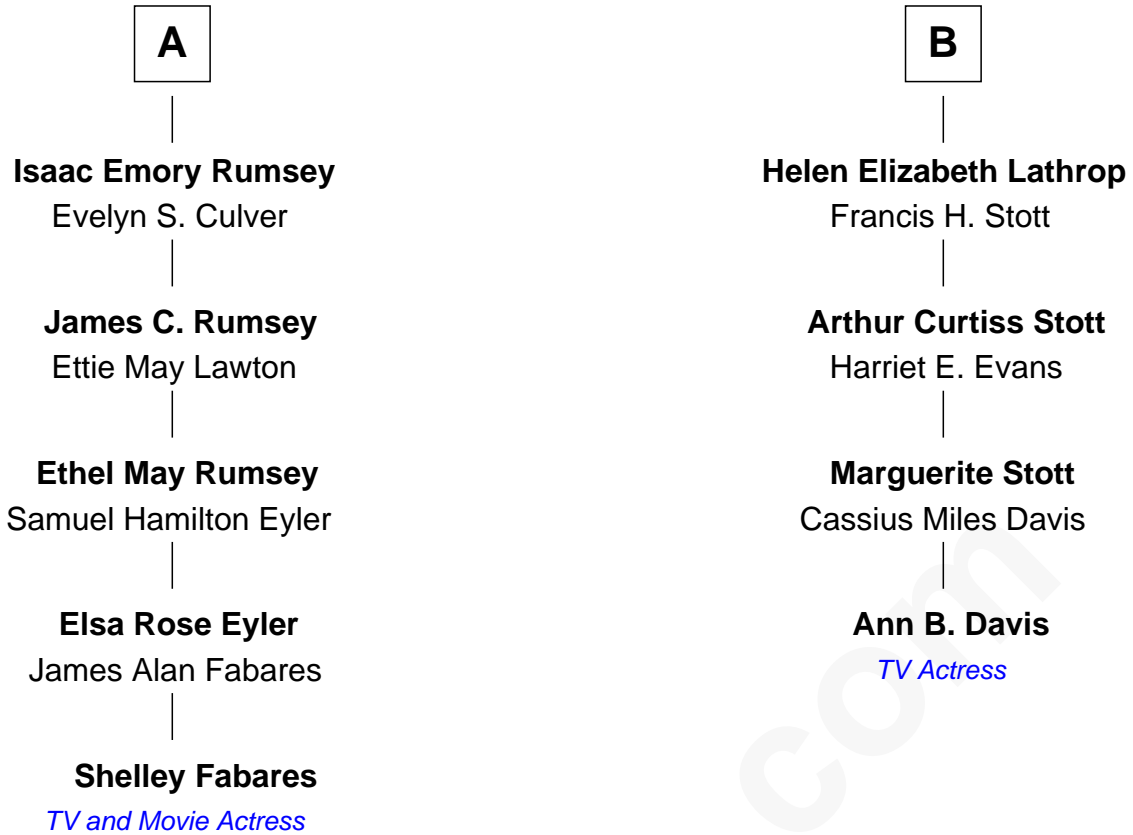 A
Isaac Emory Rumsey
Evelyn S. Culver
James C. Rumsey
Ettie May Lawton
Ethel May Rumsey
Samuel Hamilton Eyler
Elsa Rose Eyler
James Alan Fabares
Shelley Fabares
TV and Movie Actress
B
Helen Elizabeth Lathrop
Francis H. Stott
Arthur Curtiss Stott
Harriet E. Evans
Marguerite Stott
Cassius Miles Davis
Ann B. Davis
TV Actress
com